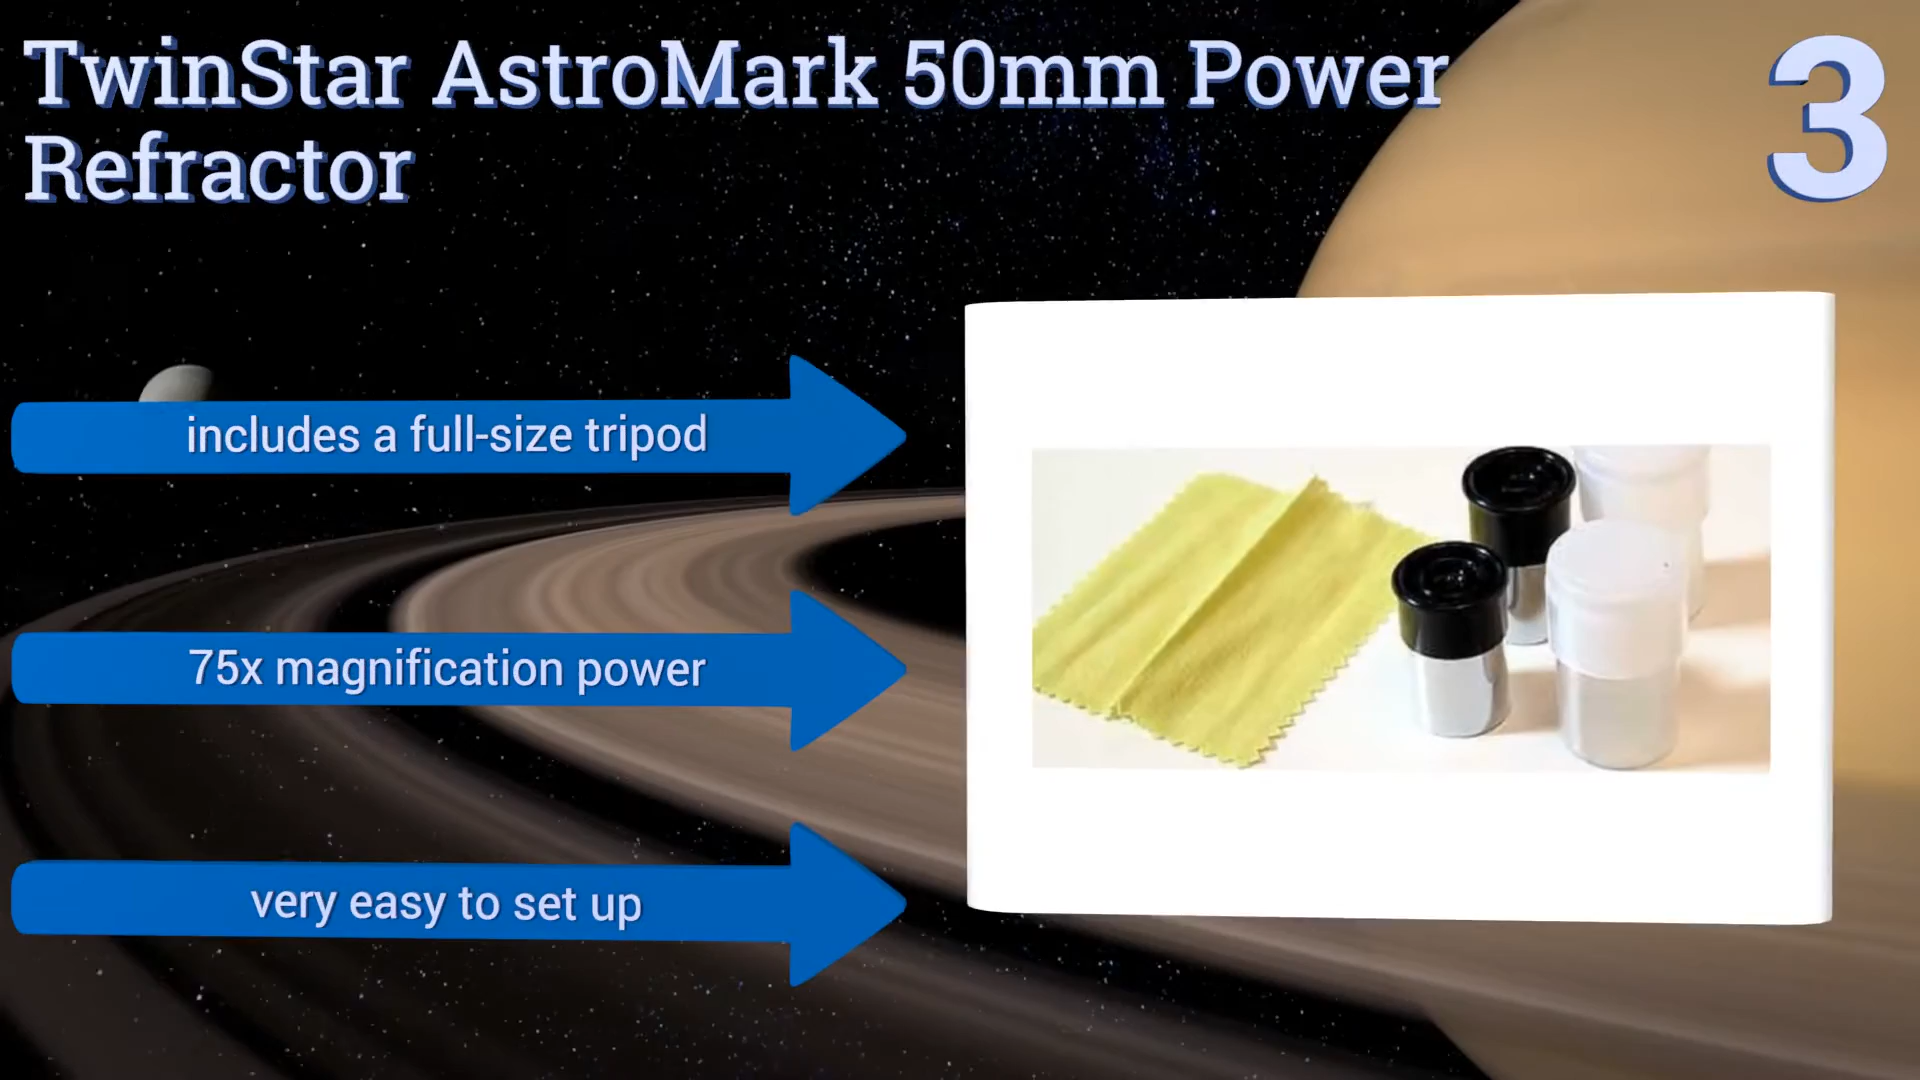 TwinStar AstroMark 50mm Power
Refractor
3
includes a full-size tripod
75x magnification power
very easy to set up